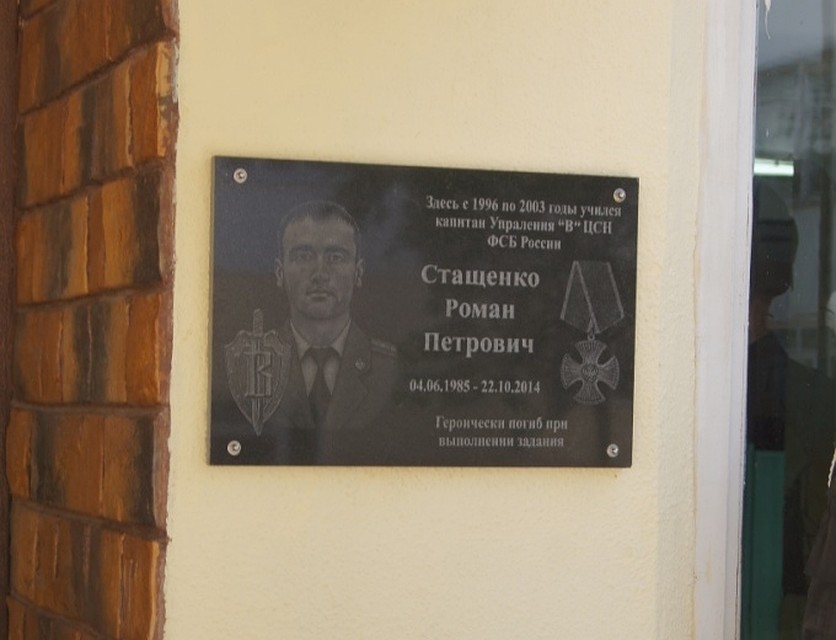 Здесь с 1996 по 2003 годы учился
капитан Упраления "В" ЦСН
ФСБ России
Стащенко
Роман
Петрович
04.06.1985 - 22.10.2014
Героически погиб при
выполнении задания
В